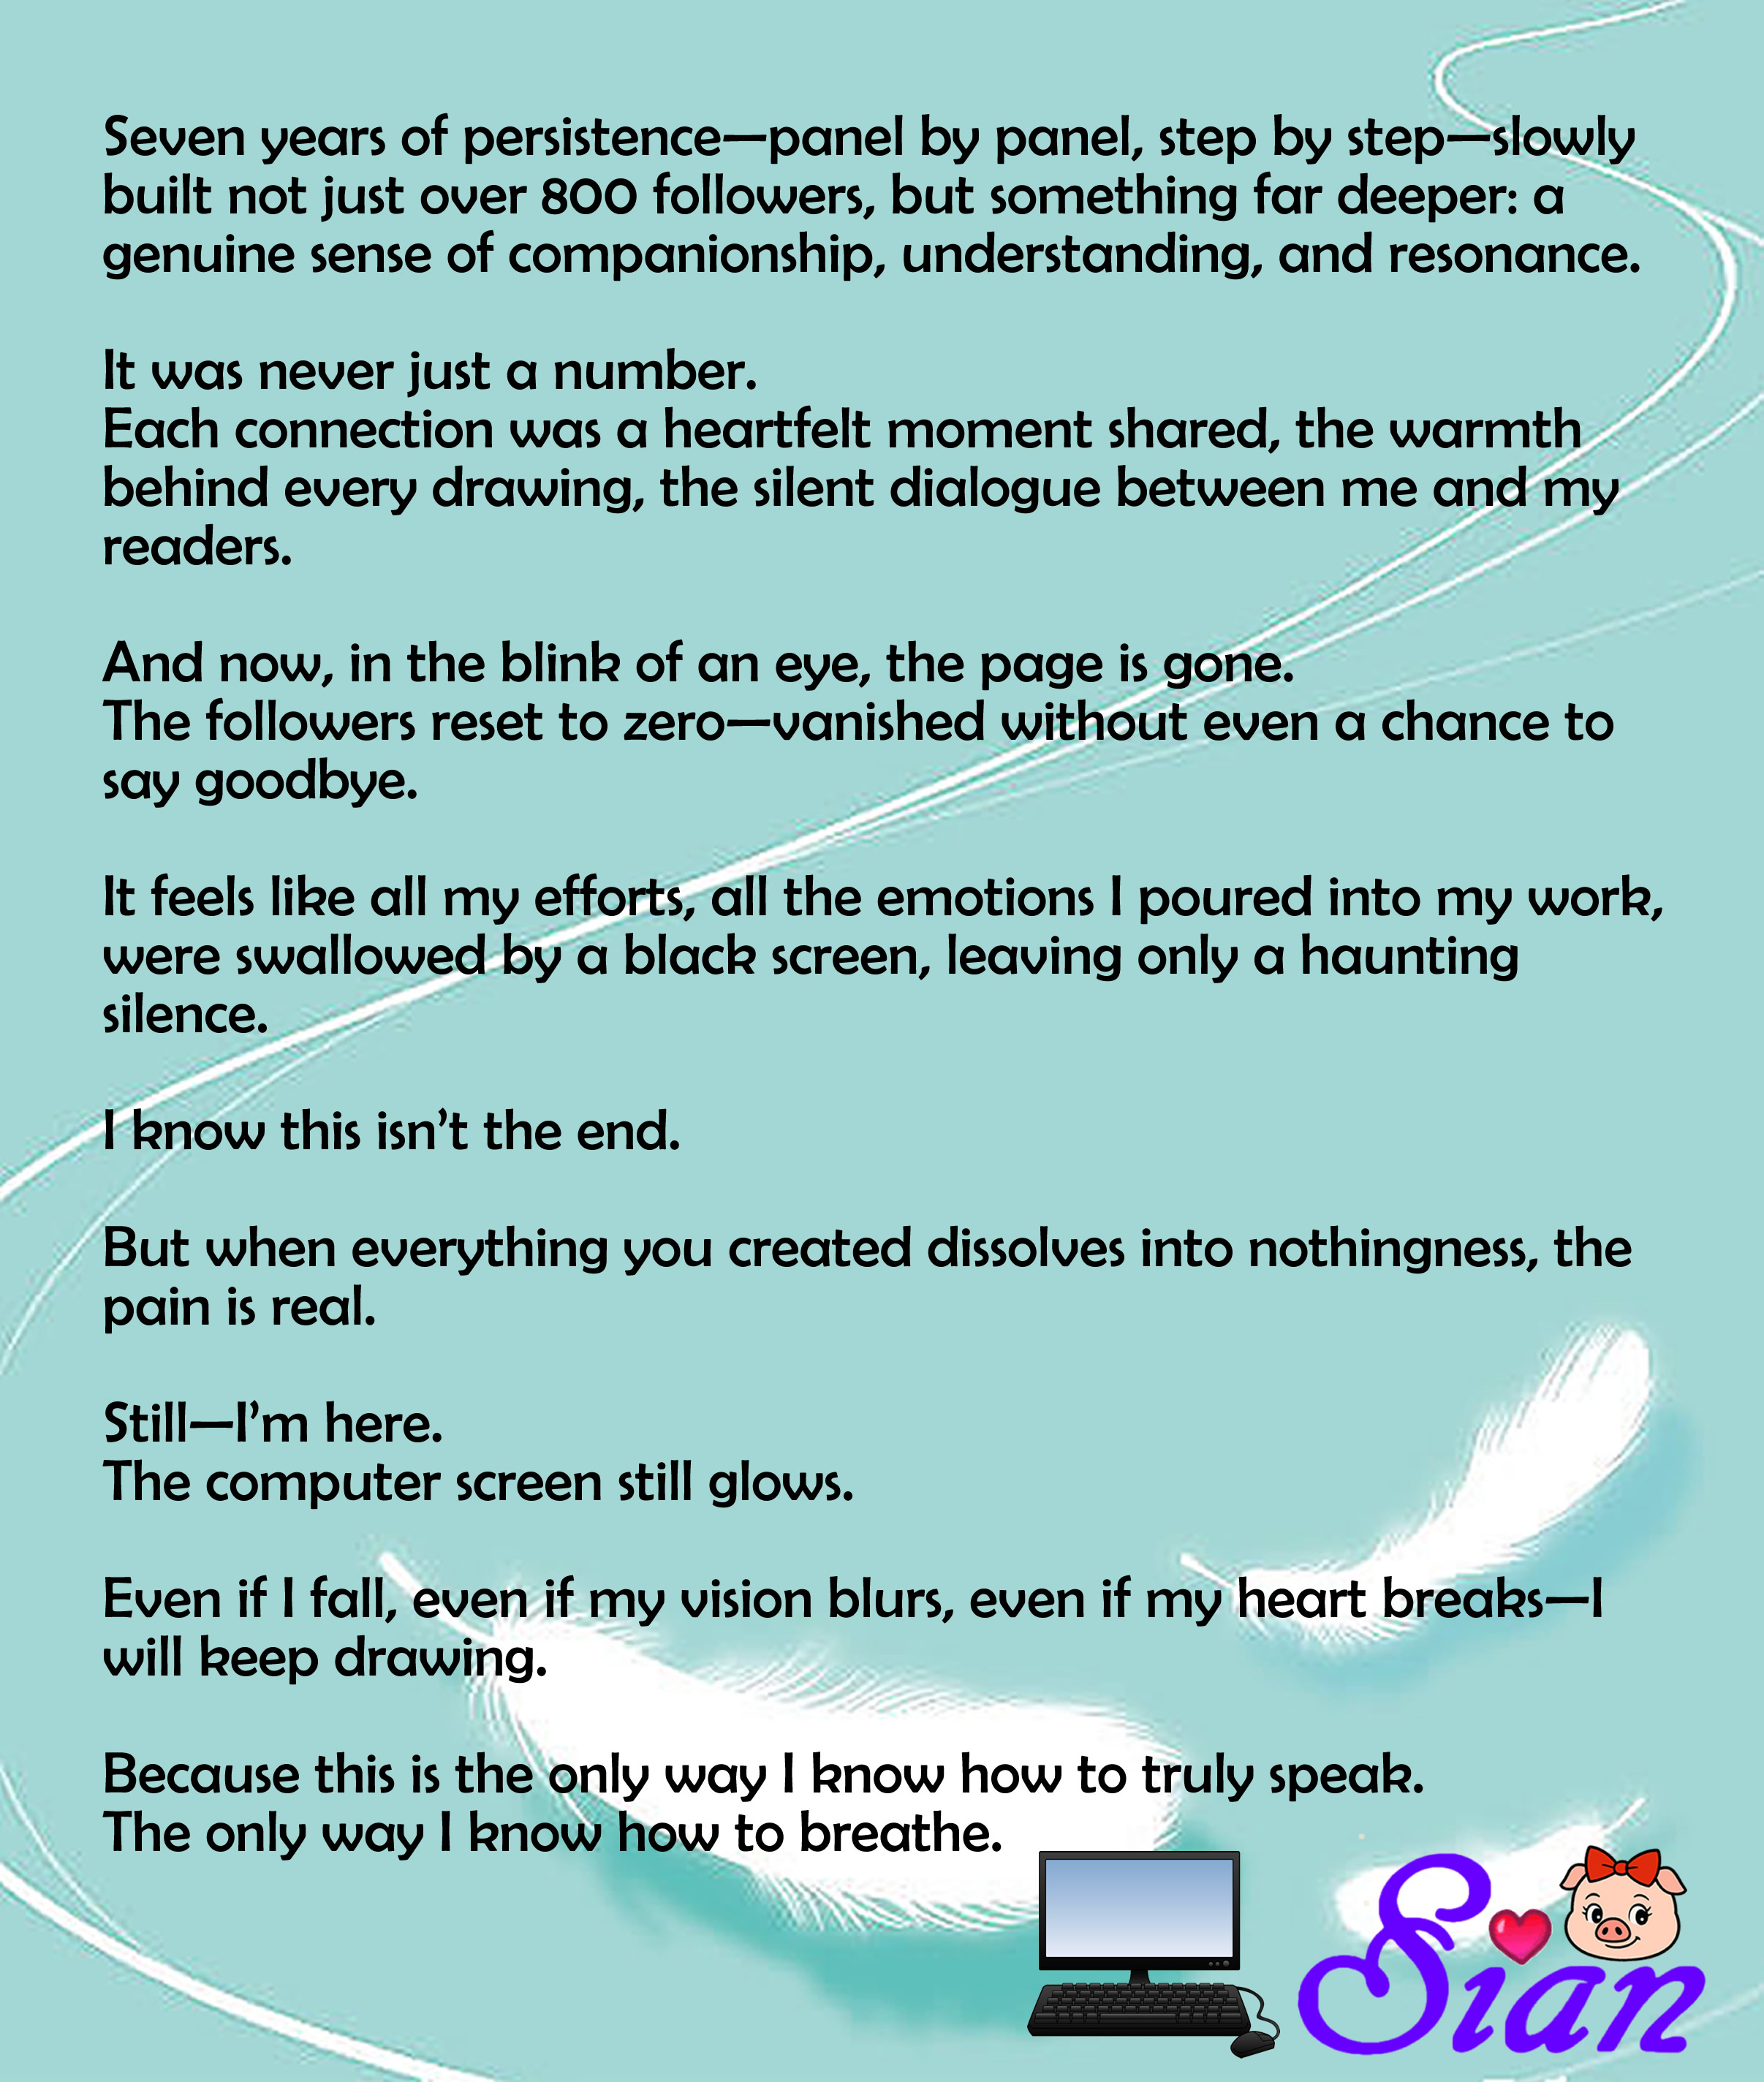 Seven years of persistence—panel by panel, step by step—slowly
built not just over 800 followers, but something far deeper: a
genuine sense of companionship, understanding, and resonance.
It was never just a number.
Each connection was a heartfelt moment shared, the warmth
behind every drawing, the silent dialogue between me and my
readers.
And now, in the blink of an eye, the page is gone.
The followers reset to zero—vanished without even a chance to
say goodbye.
It feels like all my efforts, all the emotions I poured into my work,
were swallowed by a black screen, leaving only a haunting
silence.
I know this isn’t the end.
But when everything you created dissolves into nothingness, the
pain is real.
Still—I’m here.
The computer screen still glows.
Even if I fall, even if my vision blurs, even if my heart breaks—I
will keep drawing.
Because this is the only way I know how to truly speak.
The only way I know how to breathe.
Sian